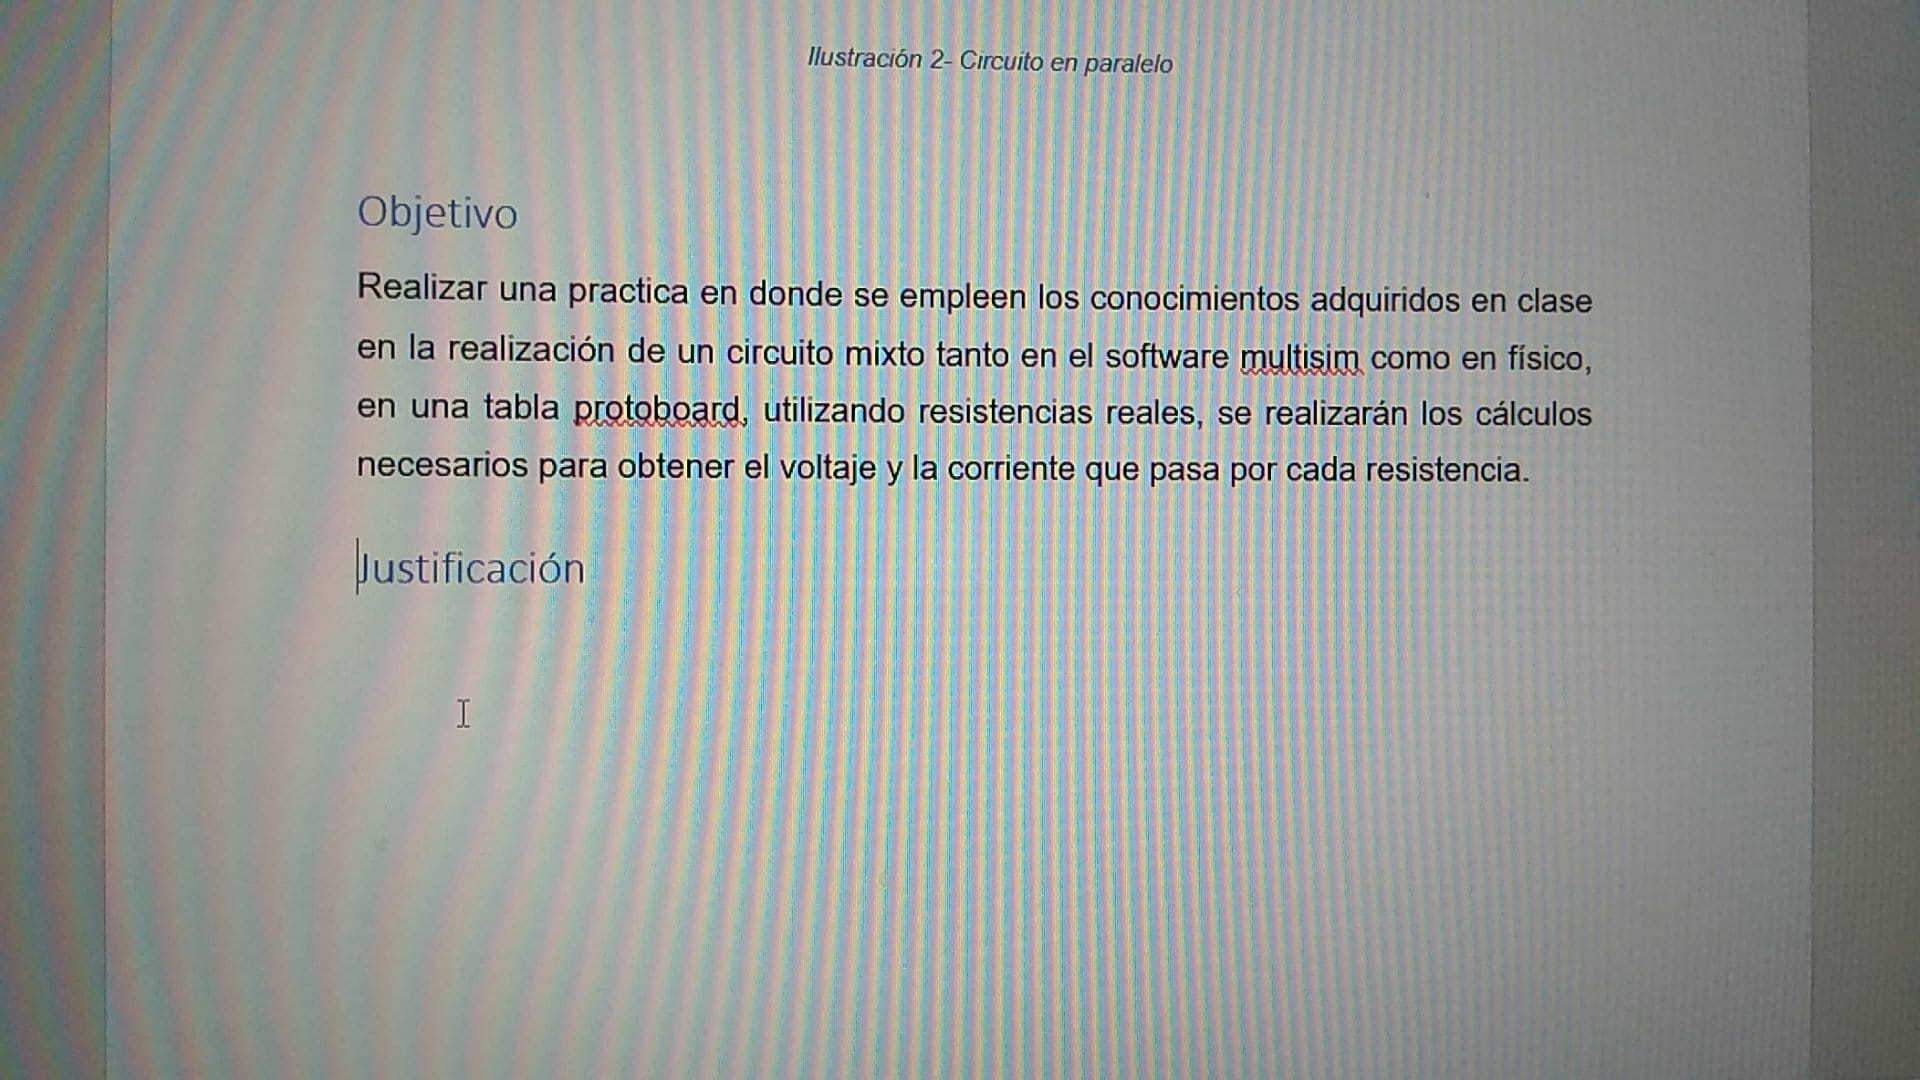 Ilustración 2- Circuito en paralelo
Objetivo
Realizar una practica en donde se empleen los conocimientos adquiridos en clase
en la realización de un circuito mixto tanto en el software multisim como en físico,
en una tabla protoboard, utilizando resistencias reales, se realizarán los cálculos
necesarios para obtener el voltaje y la corriente que pasa por cada resistencia.
Justificación